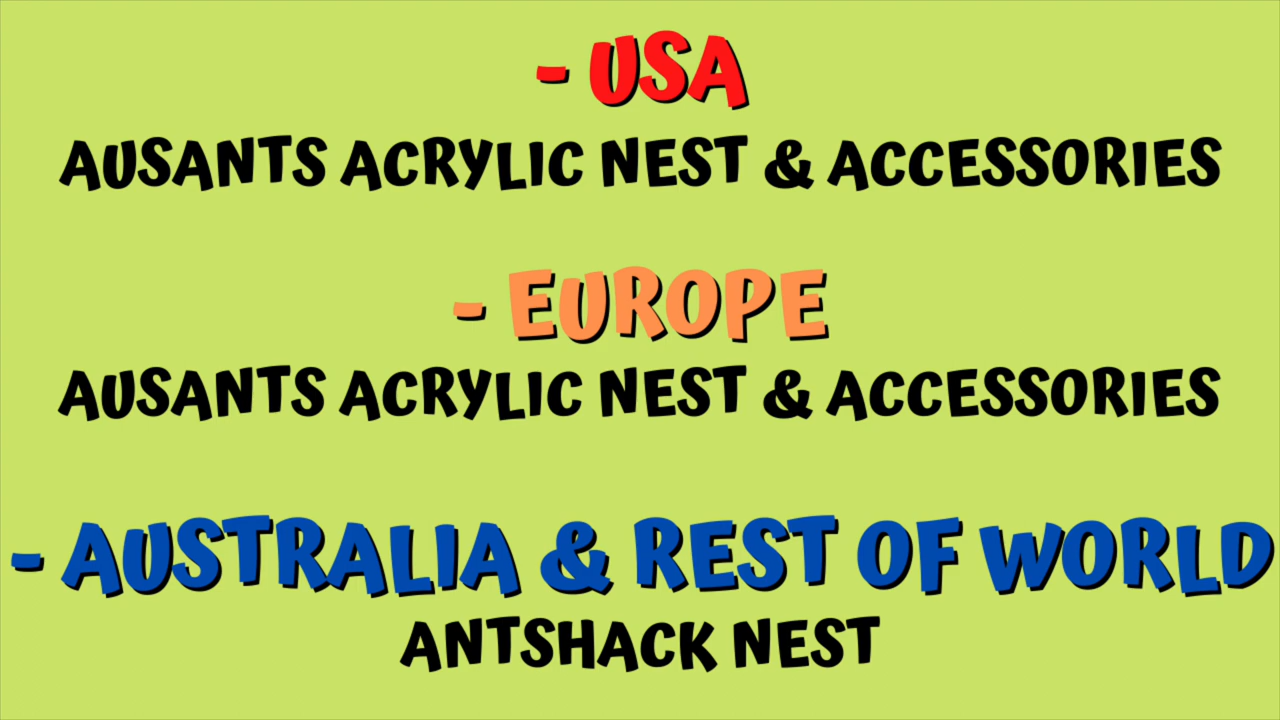 - USA
AUSANTS ACRYLIC NEST & ACCESSORIES
- EUROPE
AUSANTS ACRYLIC NEST & ACCESSORIES
- AUSTRALIA & REST OF WORLD
ANTSHACK NEST